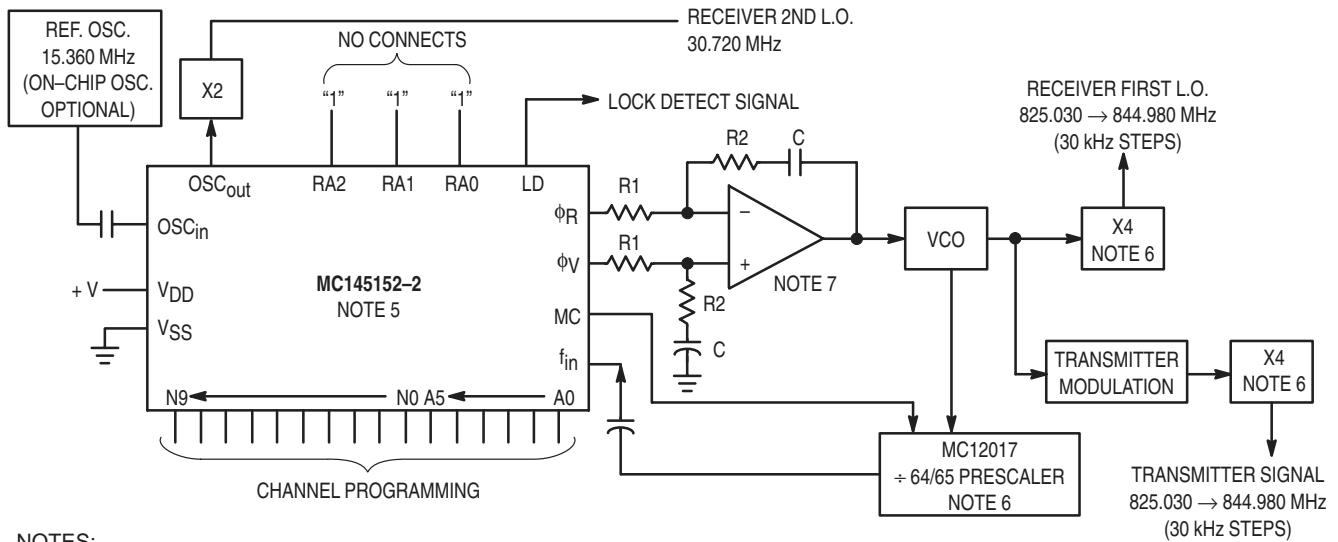 REF. OSC.
15.360 MHz
(ON–CHIP OSC.
OPTIONAL)
X2
RECEIVER 2ND L.O.
30.720 MHz
NO CONNECTS
“1” “1” “1”
LOCK DETECT SIGNAL
OSCout RA2 RA1 RA0 LD
OSCin
+ V
VDD
VSS
MC145152–2
NOTE 5
ϕR
ϕV
MC
fin
N9 N0 A5 A0
CHANNEL PROGRAMMING
R1
R1
R2 C
–
+
NOTE 7
R2
C
VCO
RECEIVER FIRST L.O.
825.030 → 844.980 MHz
(30 kHz STEPS)
X4
NOTE 6
TRANSMITTER
MODULATION
X4
NOTE 6
MC12017
÷ 64/65 PRESCALER
NOTE 6
TRANSMITTER SIGNAL
825.030 → 844.980 MHz
(30 kHz STEPS)